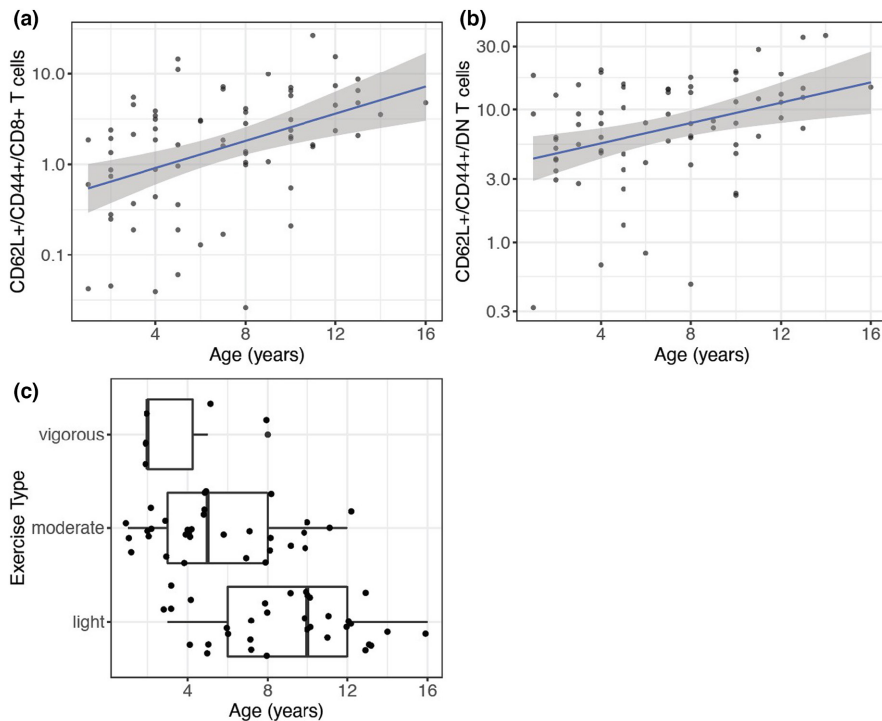 (a)
CD62L+/CD44+/CD8+ T cells
10.0
1.0
0.1
4
8
12
16
Age (years)
(b)
CD62L+/CD44+/DN T cells
30.0
10.0
3.0
1.0
0.3
4
8
12
16
Age (years)
(c)
Exercise Type
vigorous
moderate
light
4
8
12
16
Age (years)